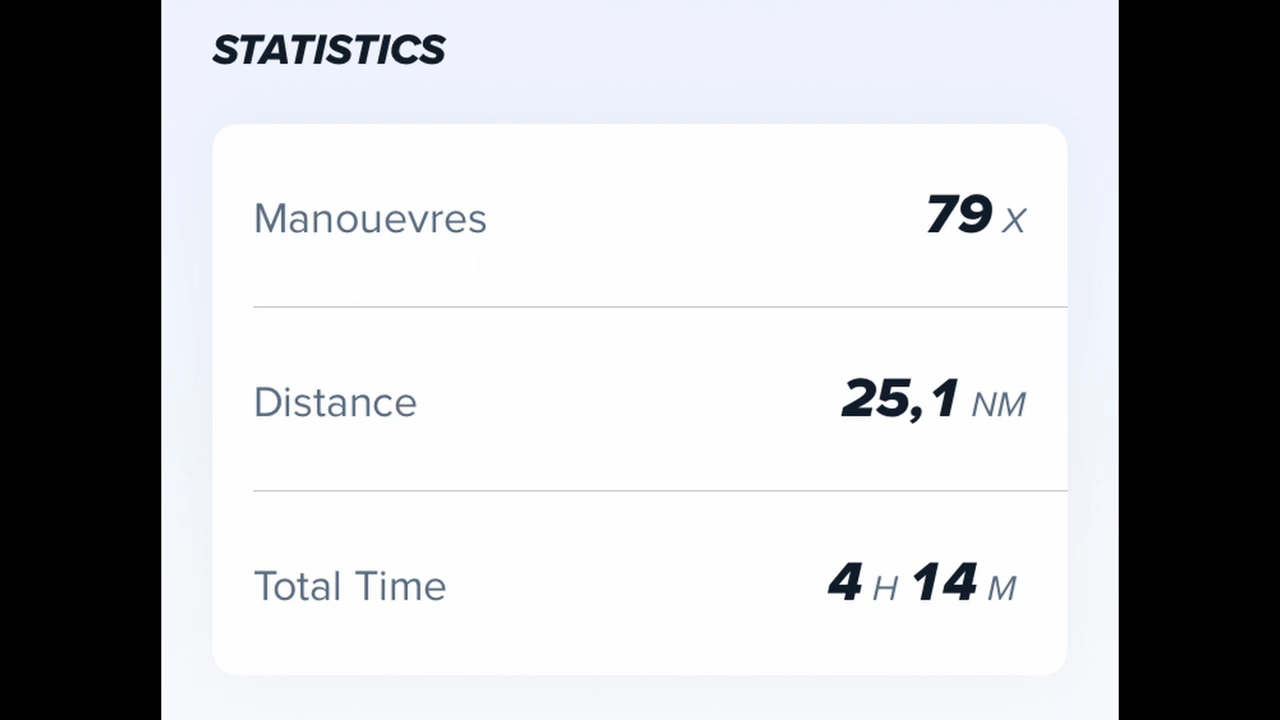 STATISTICS
Manouevres 79 X
Distance 25,1 NM
Total Time 4 H 14 M